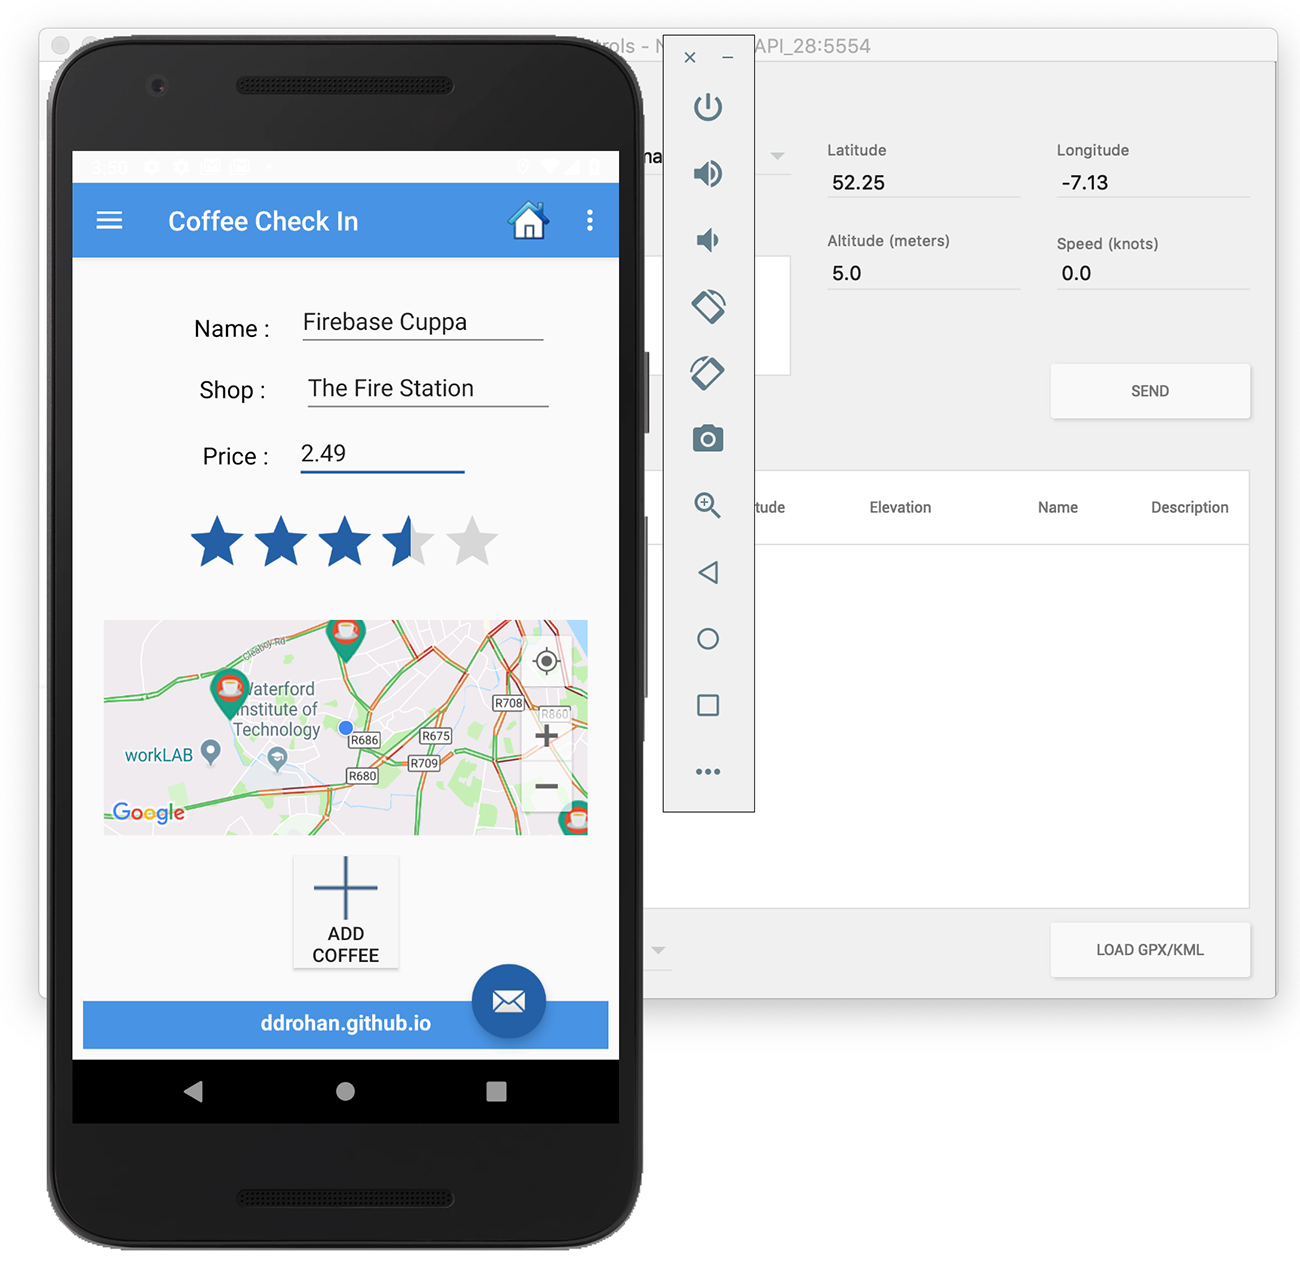 trols - N API_28:5554
3:50
Coffee Check In
Name :
Firebase Cuppa
Shop :
The Fire Station
Price :
2.49
Cleaboy Rd
Waterford
Institute of
Technology
workLAB
R686
R675
R708
R860
R709
R680
Google
ADD
COFFEE
ddrohan.github.io
ma
Latitude
52.25
Longitude
-7.13
Altitude (meters)
5.0
Speed (knots)
0.0
SEND
tude
Elevation
Name
Description
LOAD GPX/KML